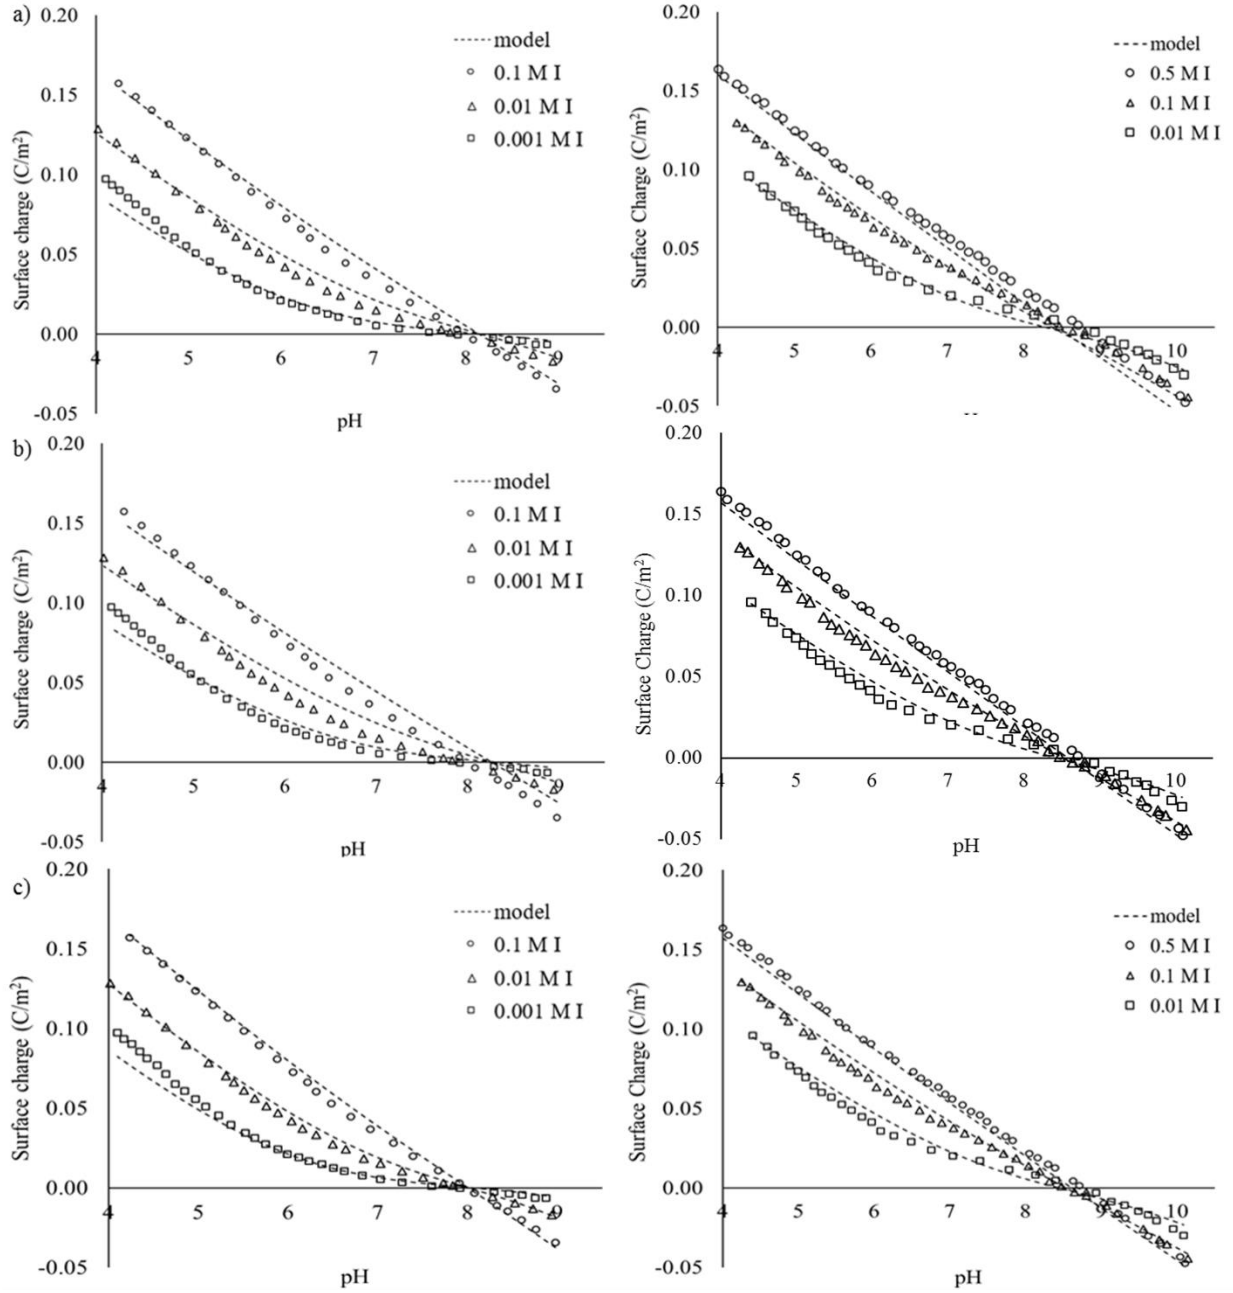 a)
0.20
0.15
0.10
0.05
0.00
-0.05
Surface charge (C/m²)
4 5 6 7 8 9
pH
model
0.1 M I
0.01 M I
0.001 M I
0.20
0.15
0.10
0.05
0.00
-0.05
Surface Charge (C/m²)
4 5 6 7 8 9 10
model
0.5 M I
0.1 M I
0.01 M I
b)
0.20
0.15
0.10
0.05
0.00
-0.05
Surface charge (C/m²)
4 5 6 7 8 9
pH
model
0.1 M I
0.01 M I
0.001 M I
0.20
0.15
0.10
0.05
0.00
-0.05
Surface Charge (C/m²)
4 5 6 7 8 9 10
pH
c)
0.20
0.15
0.10
0.05
0.00
-0.05
Surface charge (C/m²)
4 5 6 7 8 9
pH
model
0.1 M I
0.01 M I
0.001 M I
0.20
0.15
0.10
0.05
0.00
-0.05
Surface Charge (C/m²)
4 5 6 7 8 9 10
pH
model
0.5 M I
0.1 M I
0.01 M I